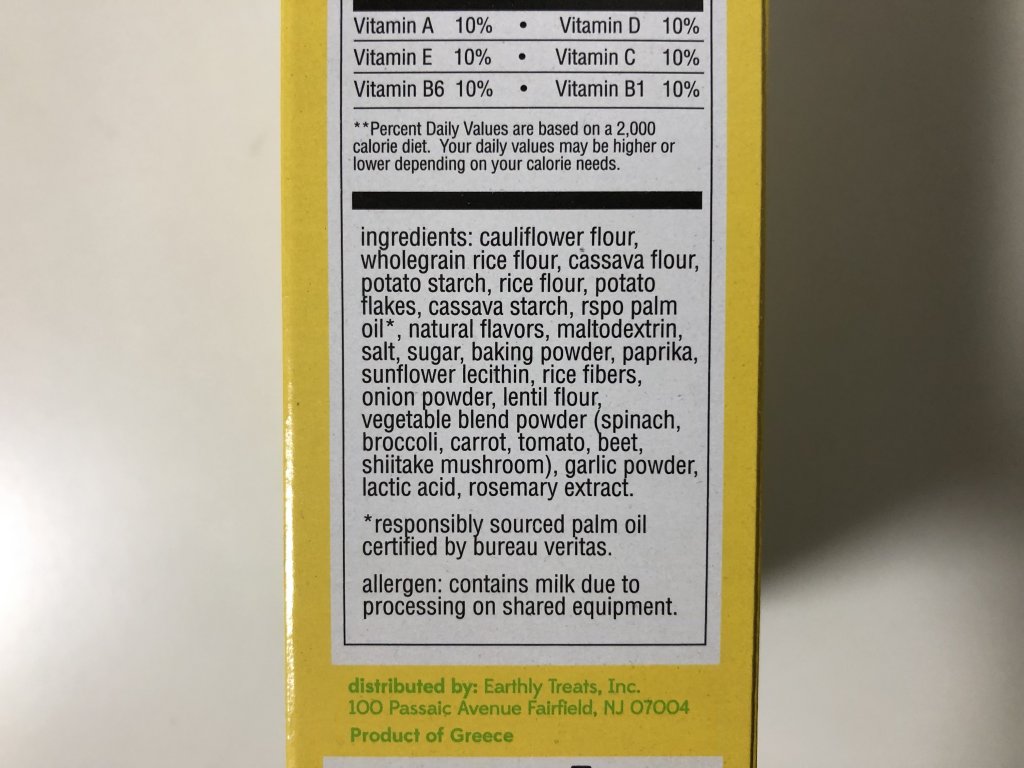 Vitamin A 10% • Vitamin D 10%
Vitamin E 10% • Vitamin C 10%
Vitamin B6 10% • Vitamin B1 10%
**Percent Daily Values are based on a 2,000
calorie diet. Your daily values may be higher or
lower depending on your calorie needs.
ingredients: cauliflower flour,
wholegrain rice flour, cassava flour,
potato starch, rice flour, potato
flakes, cassava starch, rspo palm
oil*, natural flavors, maltodextrin,
salt, sugar, baking powder, paprika,
sunflower lecithin, rice fibers,
onion powder, lentil flour,
vegetable blend powder (spinach,
broccoli, carrot, tomato, beet,
shiitake mushroom), garlic powder,
lactic acid, rosemary extract.
*responsibly sourced palm oil
certified by bureau veritas.
allergen: contains milk due to
processing on shared equipment.
distributed by: Earthly Treats, Inc.
100 Passaic Avenue Fairfield, NJ 07004
Product of Greece